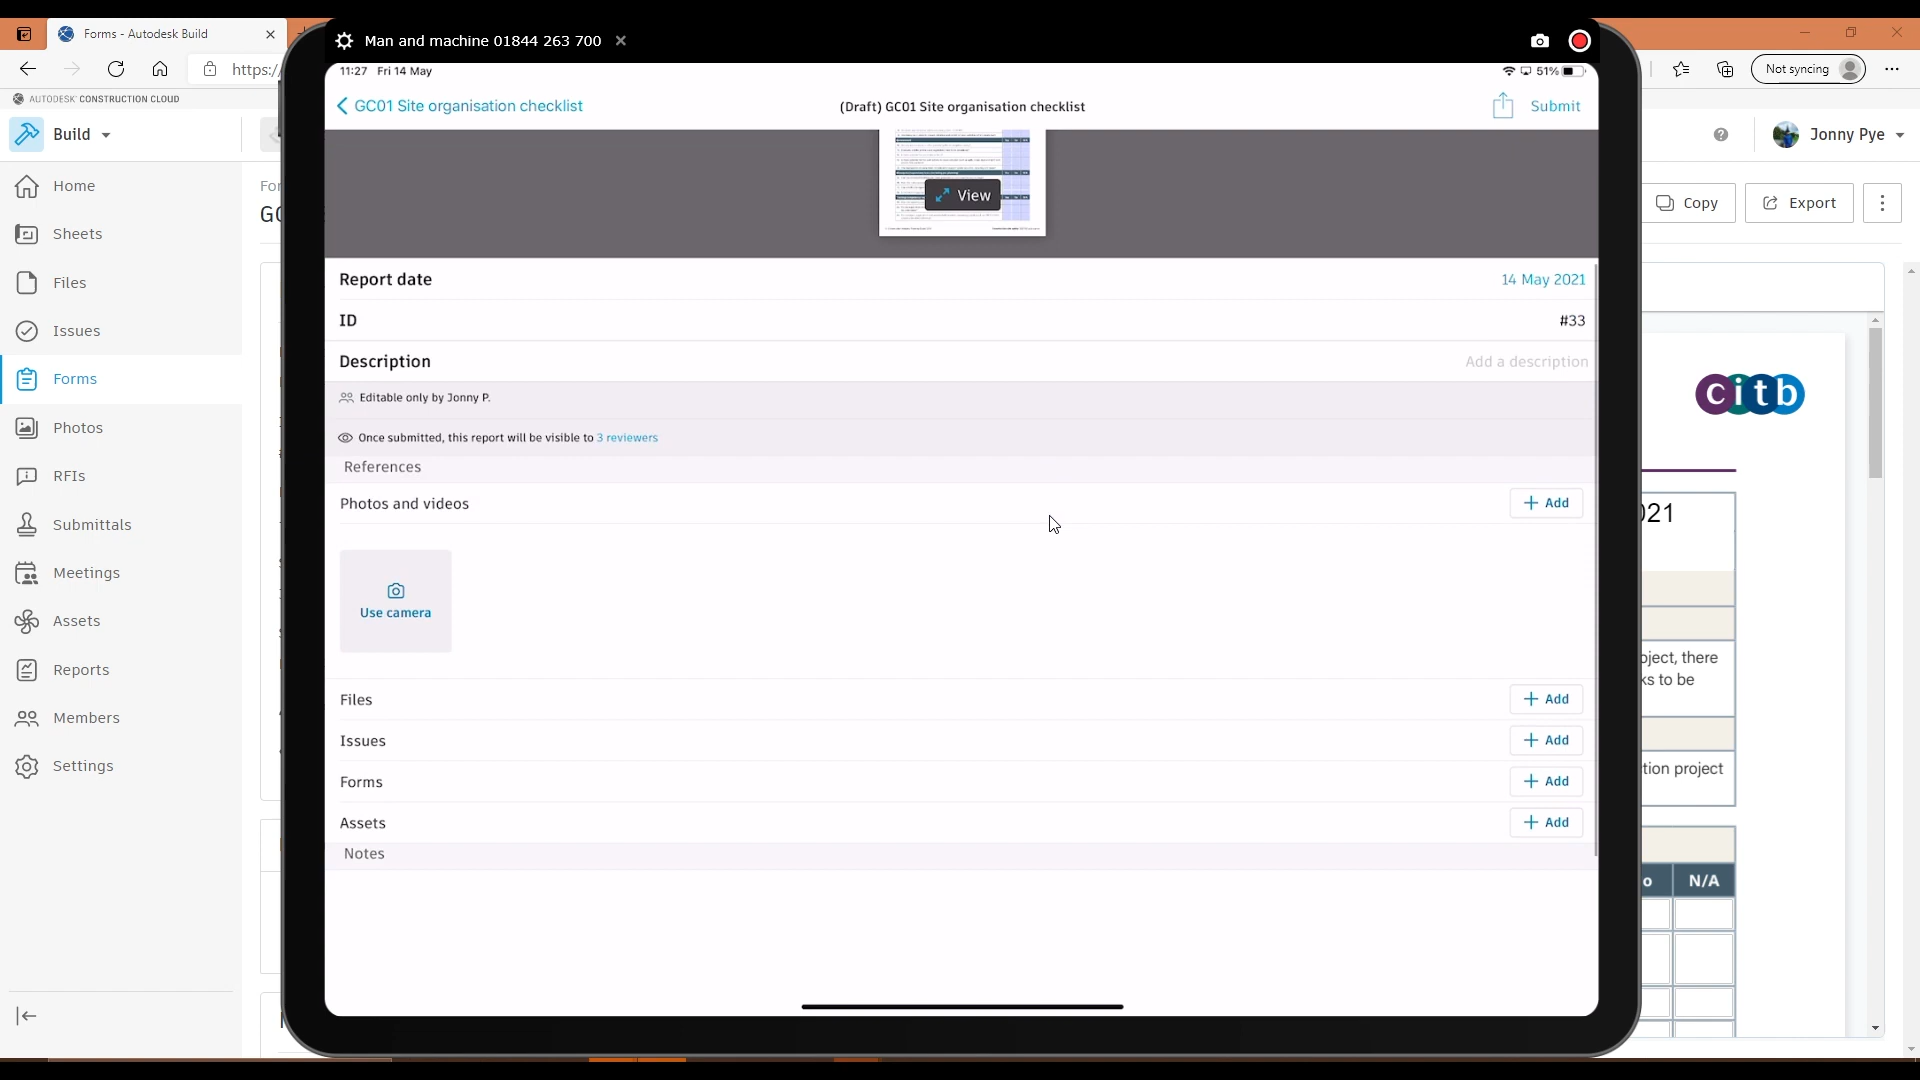 Forms - Autodesk Build
https:/
Not syncing
AUTODESK CONSTRUCTION CLOUD
Build
Jonny Pye
Home
Sheets
Files
Issues
Forms
Photos
RFIs
Submittals
Meetings
Assets
Reports
Members
Settings
For
GC
Copy
Export
Man and machine 01844 263 700
11:27 Fri 14 May
51%
GC01 Site organisation checklist
(Draft) GC01 Site organisation checklist
Submit
View
Report date
14 May 2021
ID
#33
Description
Add a description
Editable only by Jonny P.
Once submitted, this report will be visible to 3 reviewers
References
Photos and videos
+ Add
Use camera
Files
+ Add
Issues
+ Add
Forms
+ Add
Assets
+ Add
Notes
citb
021
oject, there
ks to be
tion project
o
N/A